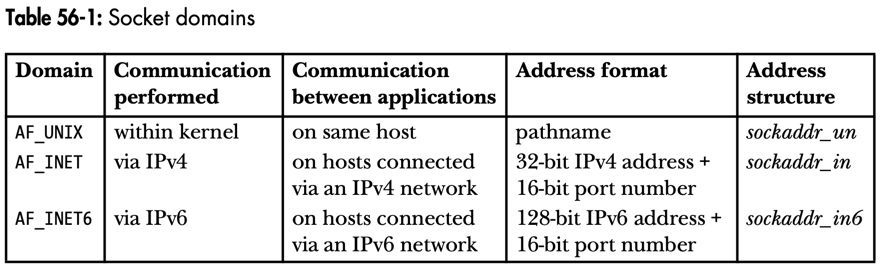 Table 56-1: Socket domains
Domain Communication performed Communication between applications Address format Address structure
AF_UNIX within kernel on same host pathname sockaddr_un
AF_INET via IPv4 on hosts connected via an IPv4 network 32-bit IPv4 address + 16-bit port number sockaddr_in
AF_INET6 via IPv6 on hosts connected via an IPv6 network 128-bit IPv6 address + 16-bit port number sockaddr_in6